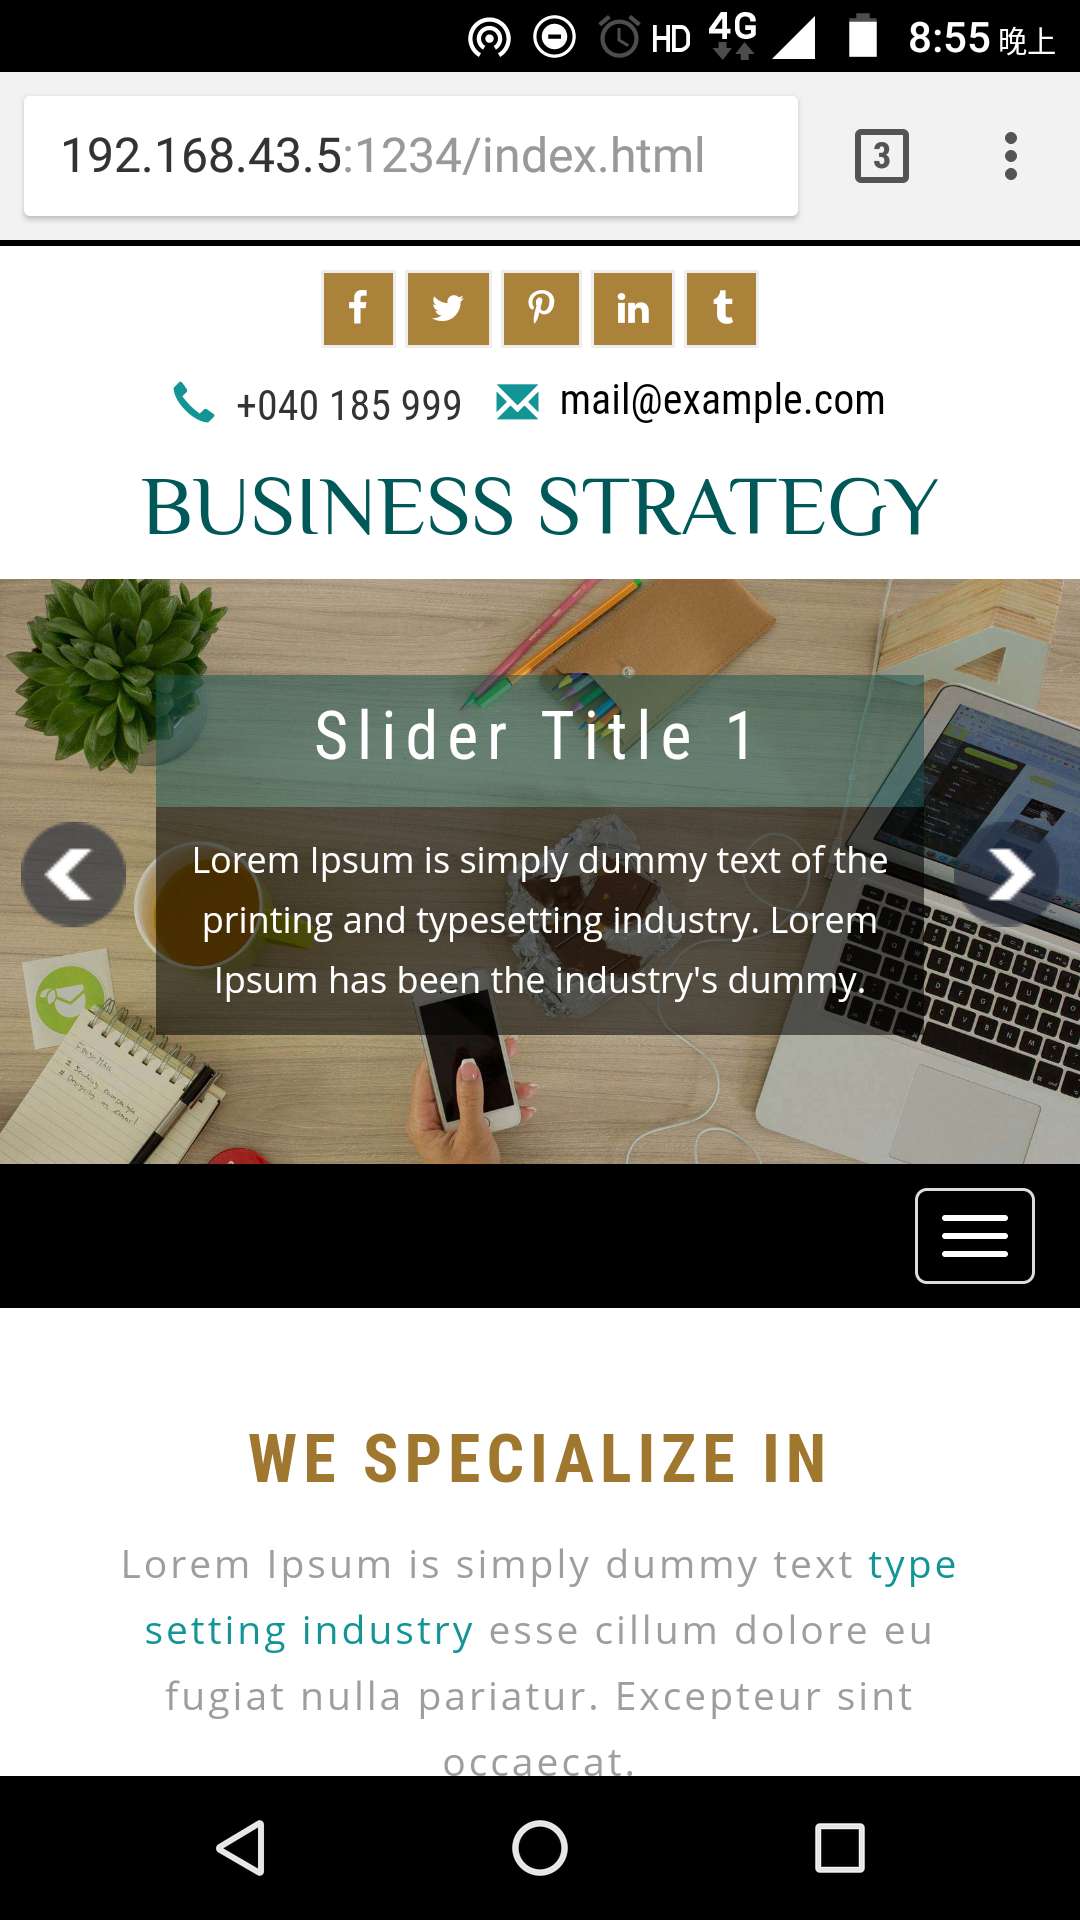 HD 4G 8:55 晚上
192.168.43.5:1234/index.html
3
+040 185 999 mail@example.com
BUSINESS STRATEGY
Slider Title 1
Lorem Ipsum is simply dummy text of the
printing and typesetting industry. Lorem
Ipsum has been the industry's dummy.
WE SPECIALIZE IN
Lorem Ipsum is simply dummy text type
setting industry esse cillum dolore eu
fugiat nulla pariatur. Excepteur sint
occaecat.